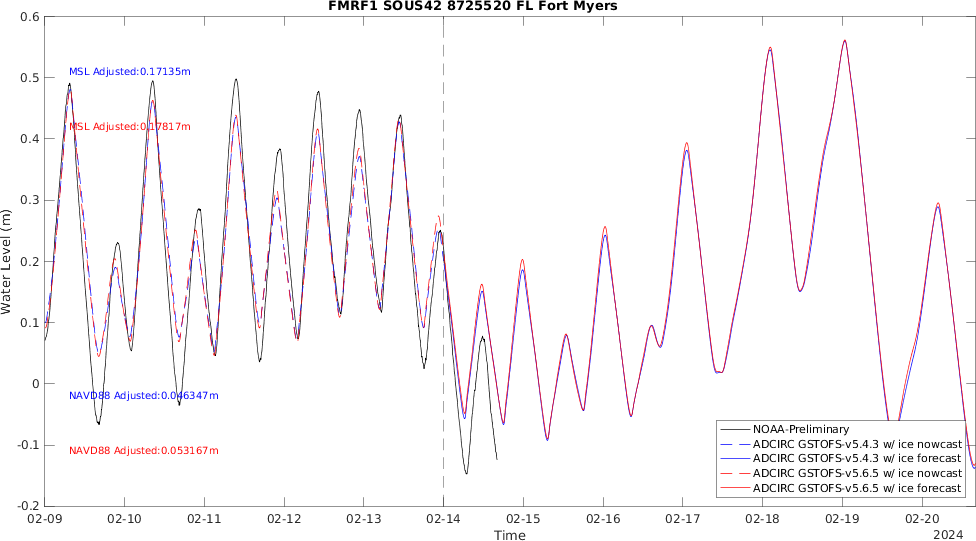 FMRF1 SOUS42 8725520 FL Fort Myers
0.6
0.5
0.4
0.3
0.2
0.1
0
-0.1
-0.2
Water Level (m)
MSL Adjusted:0.17135m
MSL Adjusted:0.17817m
NAVD88 Adjusted:0.046347m
NAVD88 Adjusted:0.053167m
NOAA-Preliminary
ADCIRC GSTOFS-v5.4.3 w/ ice nowcast
ADCIRC GSTOFS-v5.4.3 w/ ice forecast
ADCIRC GSTOFS-v5.6.5 w/ ice nowcast
ADCIRC GSTOFS-v5.6.5 w/ ice forecast
02-09 02-10 02-11 02-12 02-13 02-14 02-15 02-16 02-17 02-18 02-19 02-20
Time
2024